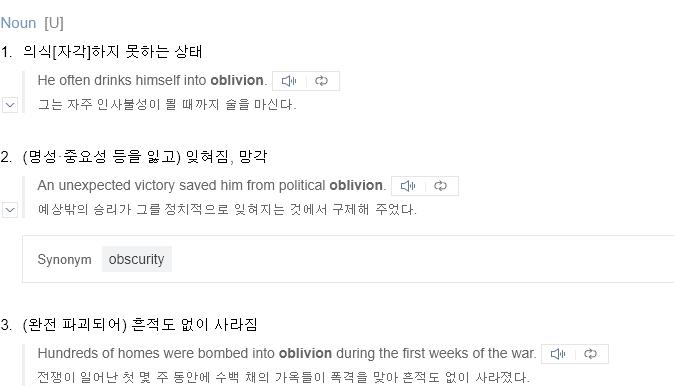 Noun [U]
1. 의식[자각]하지 못하는 상태
He often drinks himself into oblivion.
그는 자주 인사불성이 될 때까지 술을 마신다.
2. (명성·중요성 등을 잃고) 잊혀짐, 망각
An unexpected victory saved him from political oblivion.
예상밖의 승리가 그를 정치적으로 잊혀지는 것에서 구제해 주었다.
Synonym obscurity
3. (완전 파괴되어) 흔적도 없이 사라짐
Hundreds of homes were bombed into oblivion during the first weeks of the war.
전쟁이 일어난 첫 몇 주 동안에 수백 채의 가옥들이 폭격을 맞아 흔적도 없이 사라졌다.